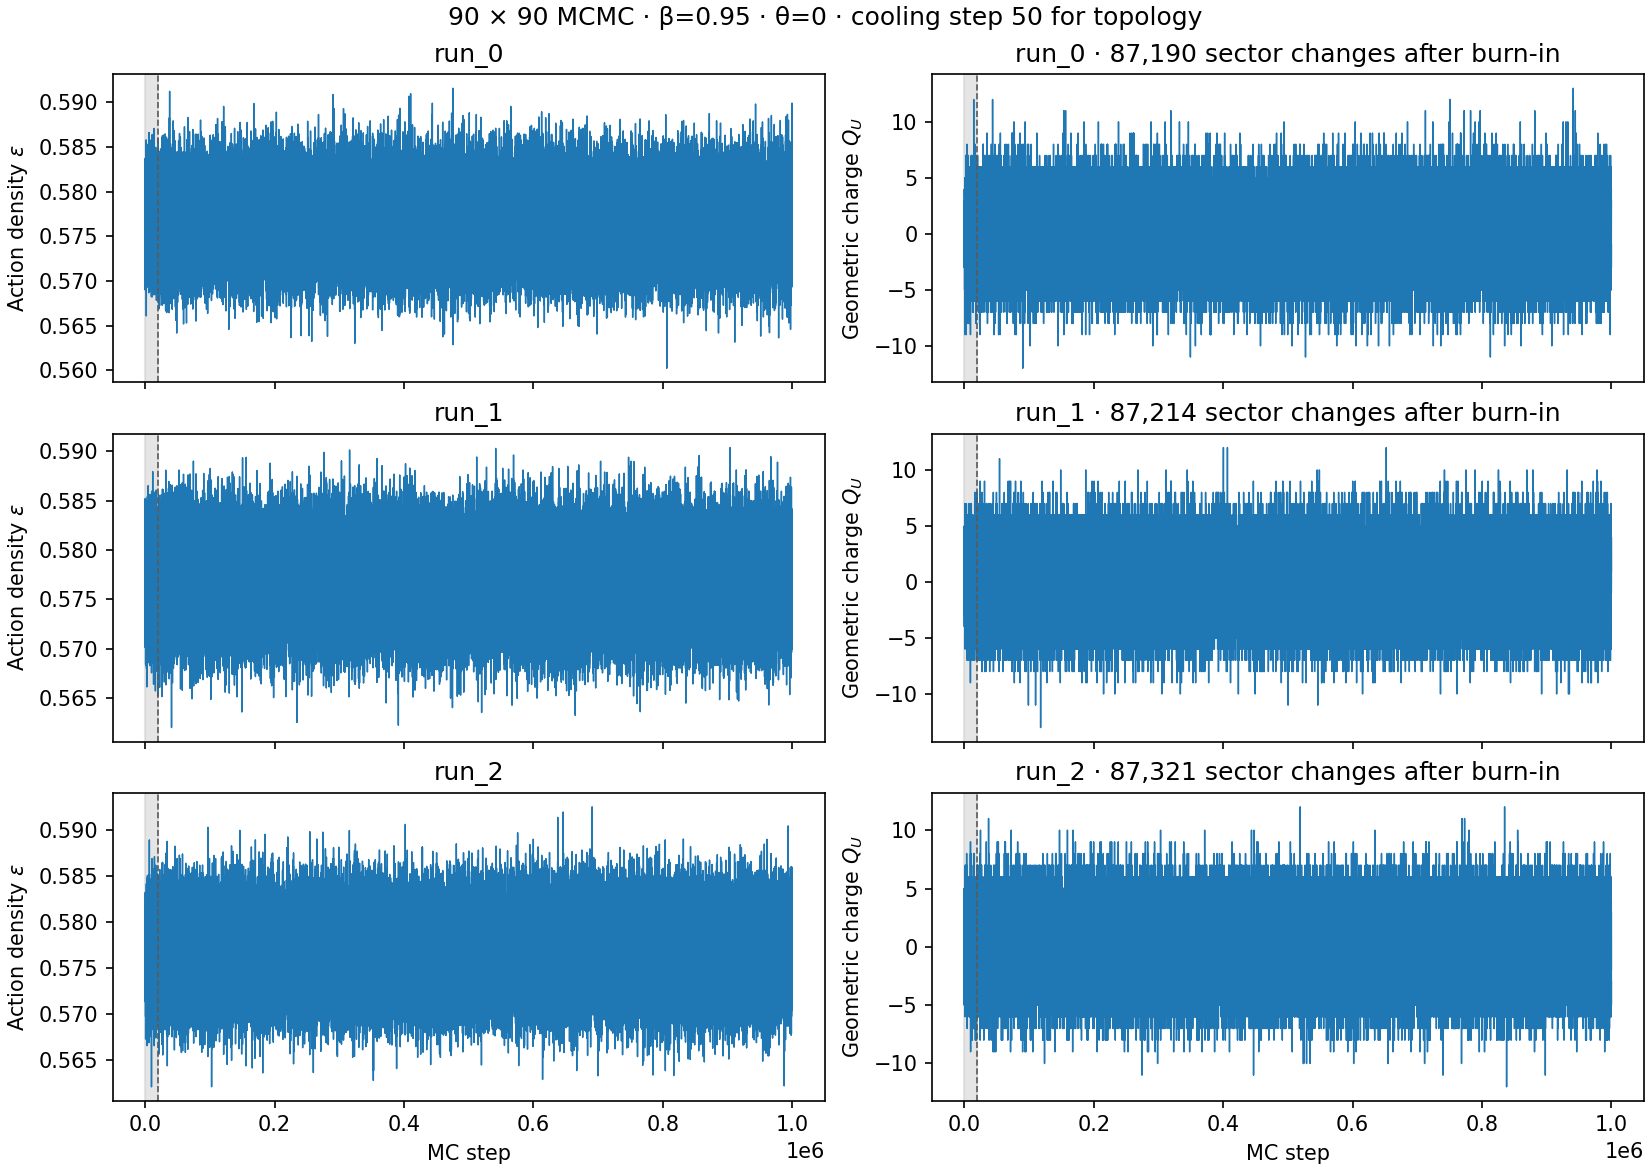 90 × 90 MCMC · β=0.95 · θ=0 · cooling step 50 for topology
run_0
Action density ε
0.590
0.585
0.580
0.575
0.570
0.565
0.560
run_0 · 87,190 sector changes after burn-in
Geometric charge Q_U
10
5
0
−5
−10
run_1
Action density ε
0.590
0.585
0.580
0.575
0.570
0.565
run_1 · 87,214 sector changes after burn-in
Geometric charge Q_U
10
5
0
−5
−10
run_2
Action density ε
0.590
0.585
0.580
0.575
0.570
0.565
0.0 0.2 0.4 0.6 0.8 1.0
1e6
MC step
run_2 · 87,321 sector changes after burn-in
Geometric charge Q_U
10
5
0
−5
−10
0.0 0.2 0.4 0.6 0.8 1.0
1e6
MC step